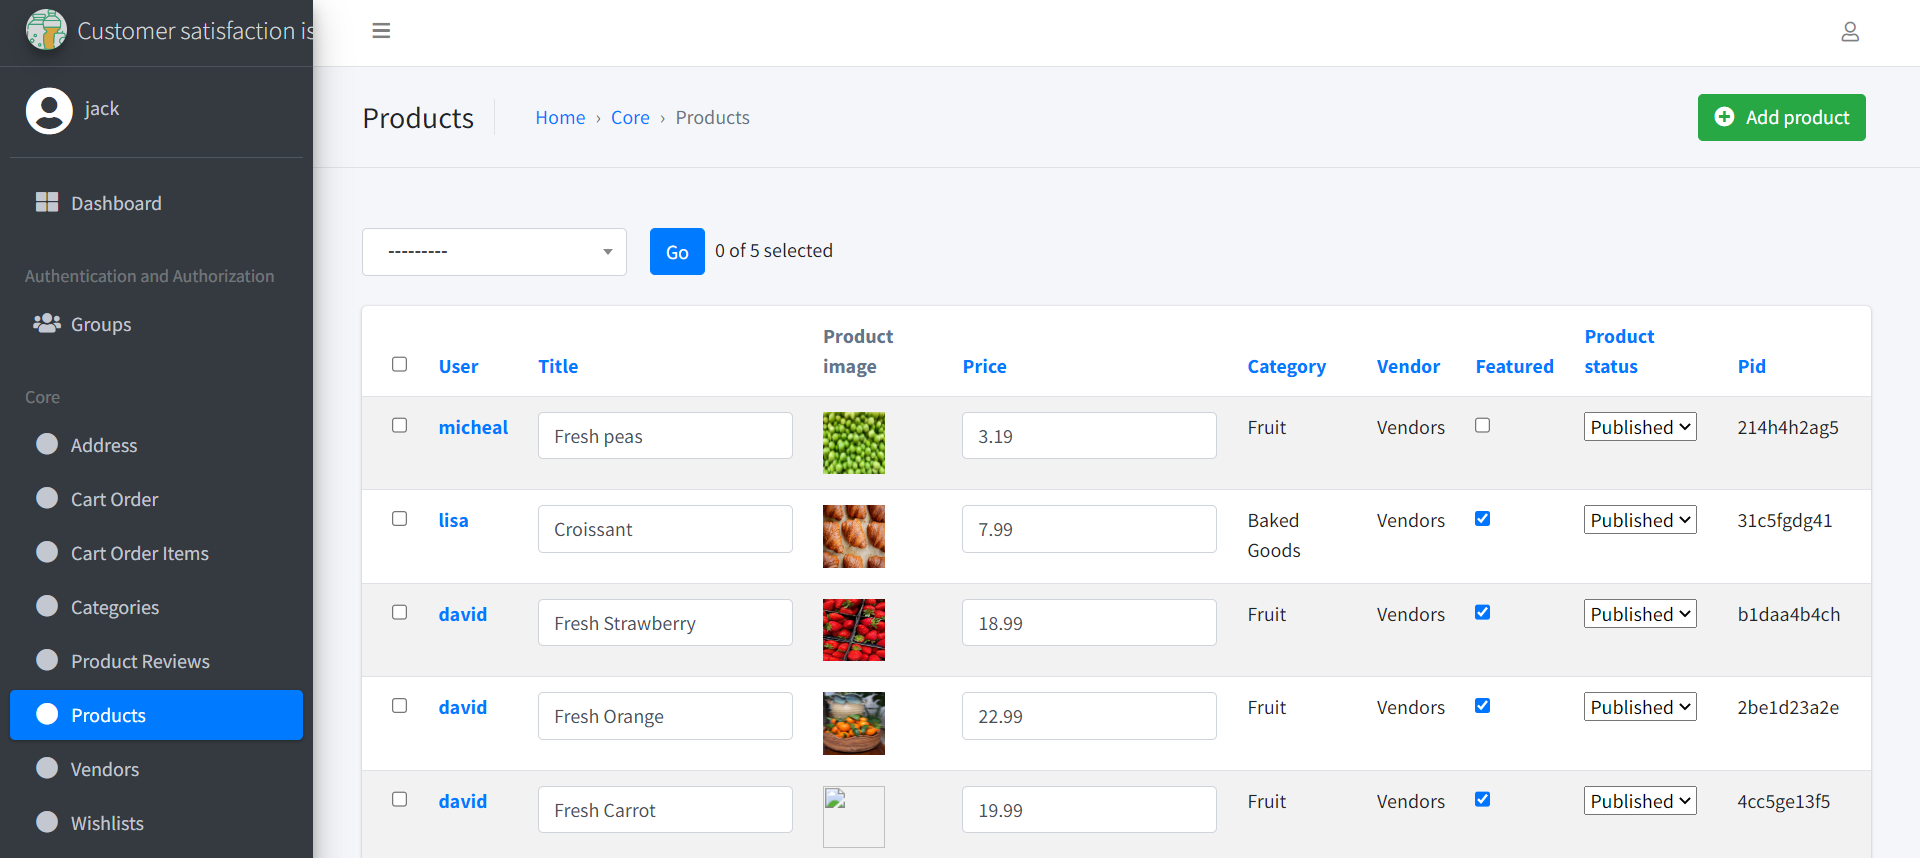 Customer satisfaction is
jack
Dashboard
Authentication and Authorization
Groups
Core
Address
Cart Order
Cart Order Items
Categories
Product Reviews
Products
Vendors
Wishlists
Products
Home › Core › Products
Add product
---------
Go
0 of 5 selected
User Title Product image Price Category Vendor Featured Product status Pid
micheal Fresh peas 3.19 Fruit Vendors Published 214h4h2ag5
lisa Croissant 7.99 Baked Goods Vendors Published 31c5fgdg41
david Fresh Strawberry 18.99 Fruit Vendors Published b1daa4b4ch
david Fresh Orange 22.99 Fruit Vendors Published 2be1d23a2e
david Fresh Carrot 19.99 Fruit Vendors Published 4cc5ge13f5